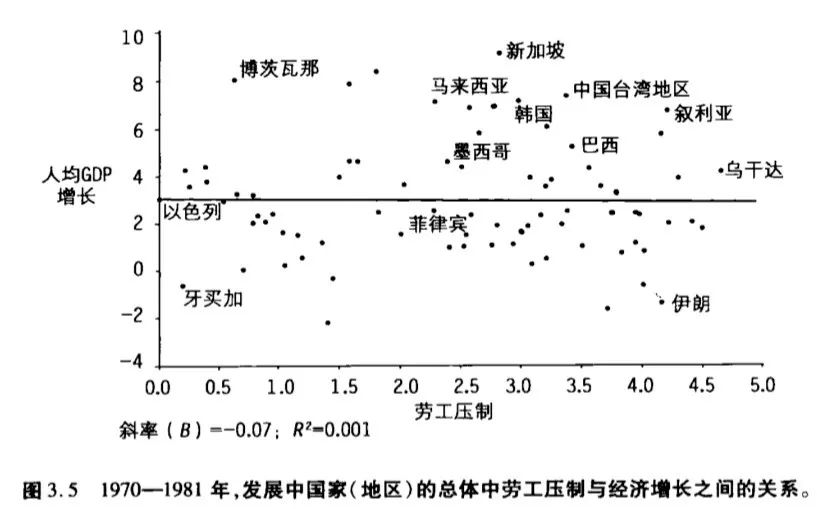 10
8
6
4
2
0
−2
−4
人均GDP
增长
博茨瓦那
新加坡
马来西亚
中国台湾地区
韩国
叙利亚
墨西哥
巴西
乌干达
以色列
菲律宾
牙买加
伊朗
0.0 0.5 1.0 1.5 2.0 2.5 3.0 3.5 4.0 4.5 5.0
劳工压制
斜率(B)=−0.07; R²=0.001
图3.5 1970—1981年,发展中国家(地区)的总体中劳工压制与经济增长之间的关系。